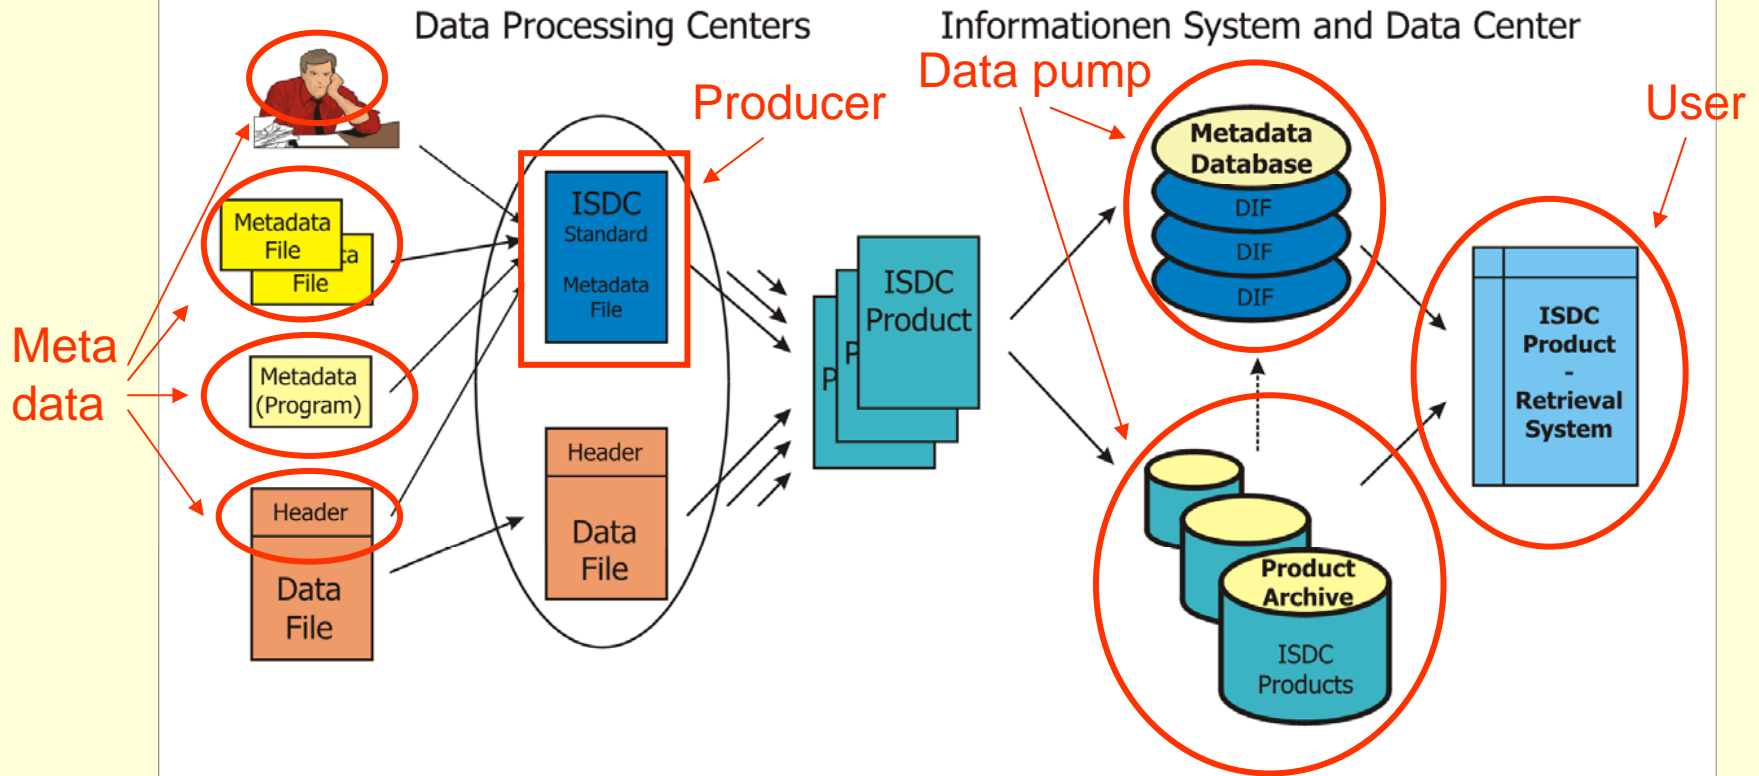 Data Processing Centers
Informationen System and Data Center
Data pump
Producer
User
Meta
data
Metadata
File
ta
File
Metadata
(Program)
Header
Data
File
ISDC
Standard
Metadata
File
Header
Data
File
ISDC
Product
P
P
Metadata
Database
DIF
DIF
DIF
Product
Archive
ISDC
Products
ISDC
Product
-
Retrieval
System